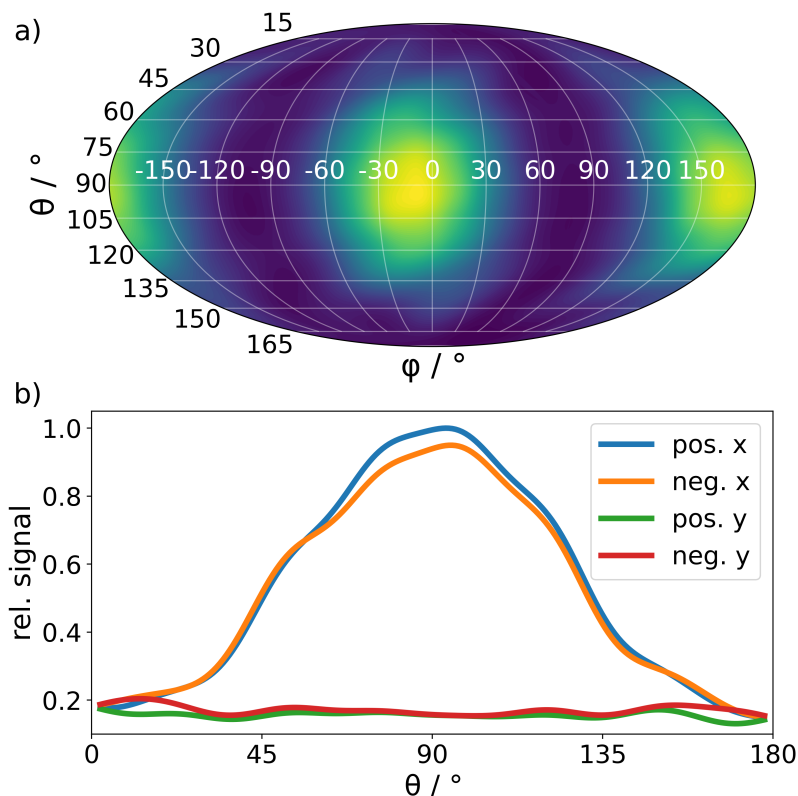 a)
15
30
45
60
75
90
105
120
135
150
165
θ / °
-150 -120 -90 -60 -30 0 30 60 90 120 150
φ / °
b)
1.0
0.8
0.6
0.4
0.2
rel. signal
pos. x
neg. x
pos. y
neg. y
0 45 90 135 180
θ / °